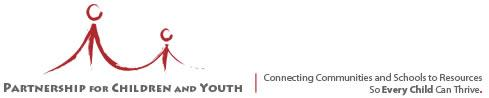 PARTNERSHIP FOR CHILDREN AND YOUTH
Connecting Communities and Schools to Resources
So Every Child Can Thrive.